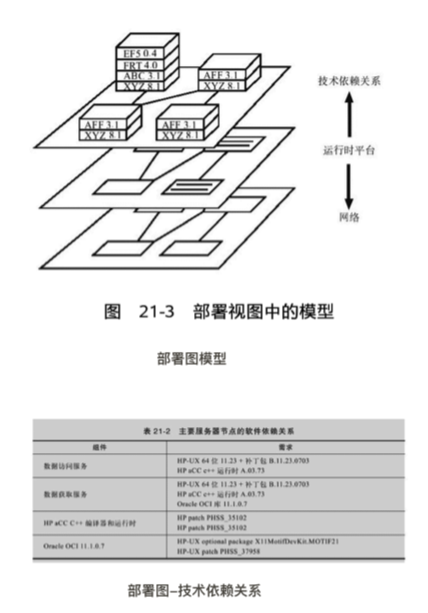 EF5 0.4
FRT 4.0
ABC 3.1
XYZ 8.1
AFF 3.1
XYZ 8.1
AFF 3.1
XYZ 8.1
AFF 3.1
XYZ 8.1
技术依赖关系
运行时平台
网络
图 21-3 部署视图中的模型
部署图模型
表 21-2 主要服务器节点的软件依赖关系
组件 需求
数据访问服务 HP-UX 64 位 11.23 + 补丁包 B.11.23.0703
HP aCC c++ 运行时 A.03.73
数据获取服务 HP-UX 64 位 11.23 + 补丁包 B.11.23.0703
HP aCC c++ 运行时 A.03.73
Oracle OCI 库 11.1.0.7
HP aCC C++ 编译器和运行时 HP patch PHSS_35102
HP patch PHSS_35102
Oracle OCI 11.1.0.7 HP-UX optional package X11MotifDevKit.MOTIF21
HP-UX patch PHSS_37958
部署图–技术依赖关系